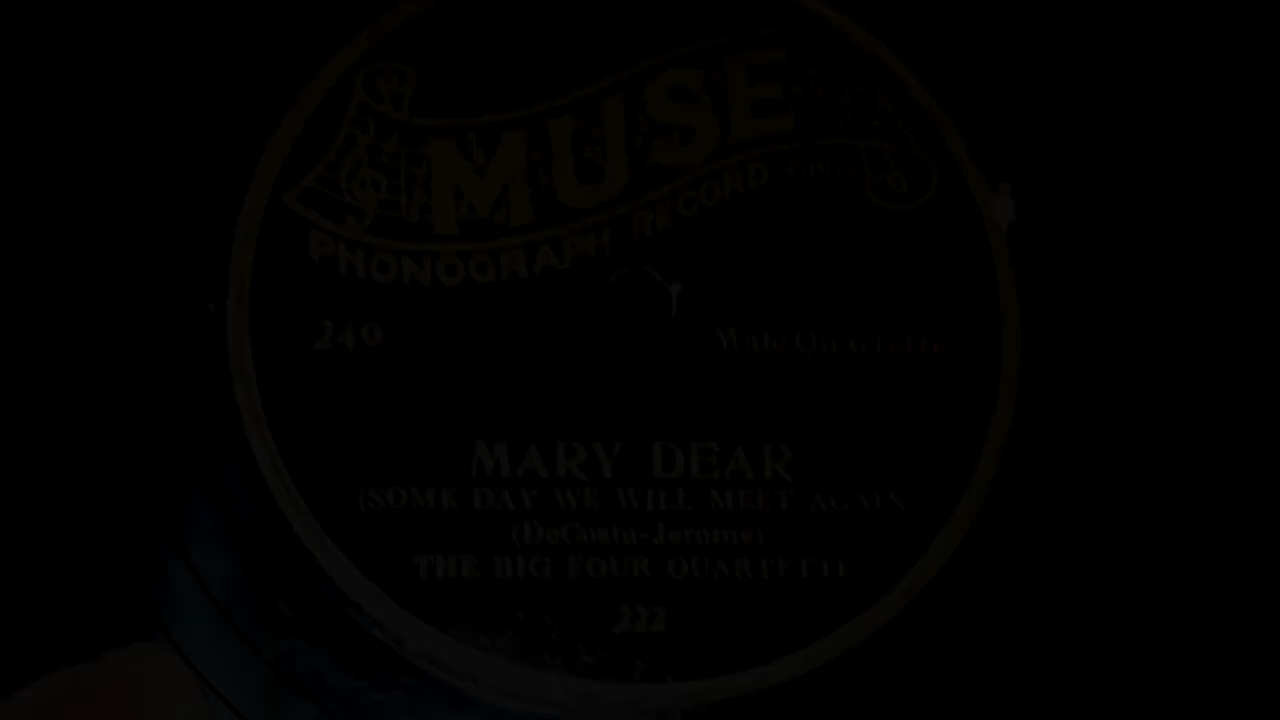 MUSE
PHONOGRAPH RECORD
249
Male Quartette
MARY DEAR
(SOME DAY WE WILL MEET AGAIN
(DeCosta-Jerome)
THE BIG FOUR QUARTETTE
222